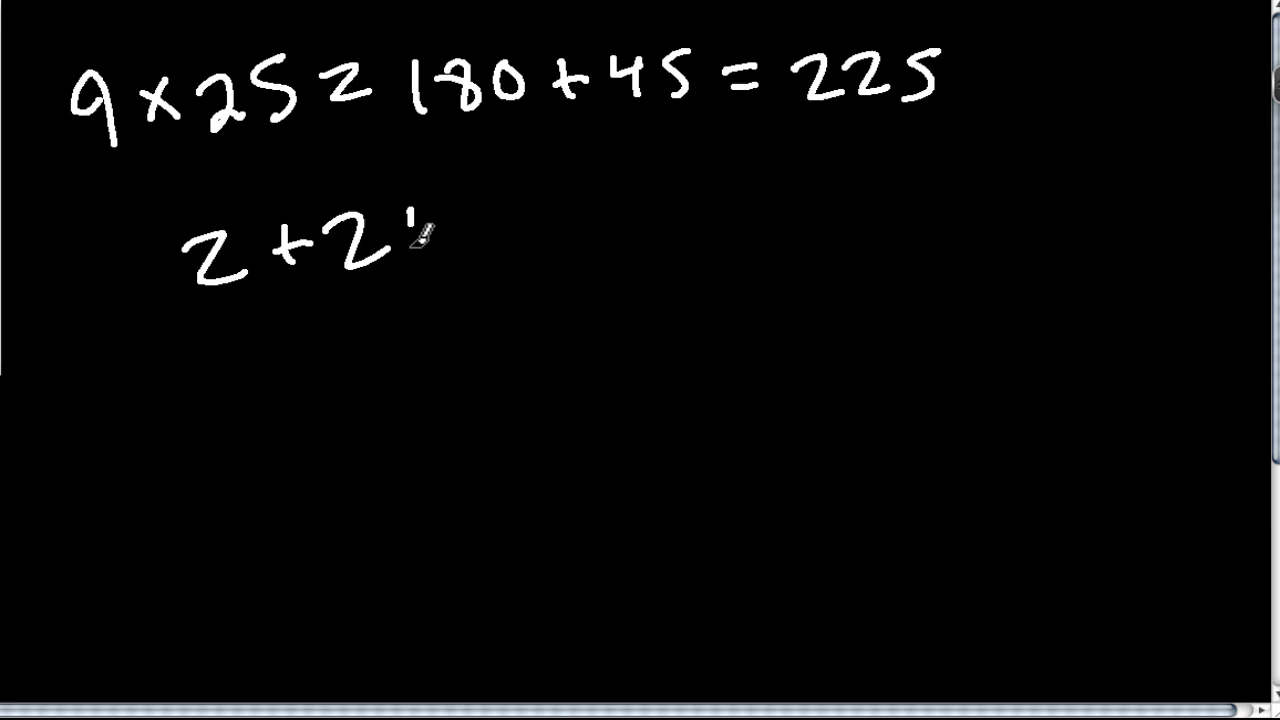 9 × 25 = 180 + 45 = 225
2 + 2